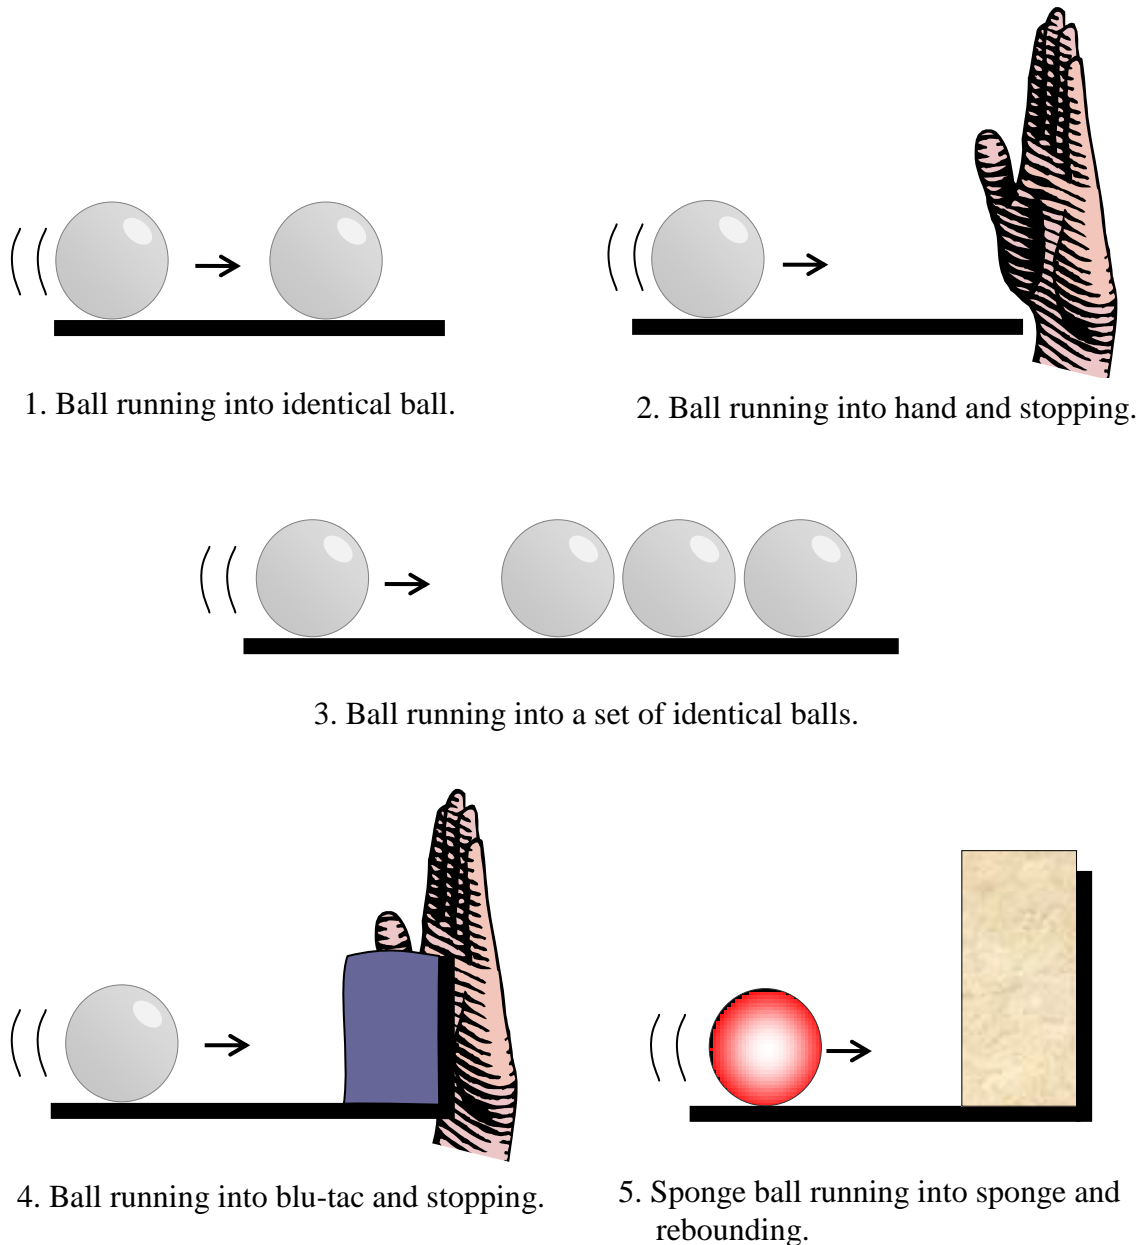 1. Ball running into identical ball.
2. Ball running into hand and stopping.
3. Ball running into a set of identical balls.
4. Ball running into blu-tac and stopping.
5. Sponge ball running into sponge and
rebounding.